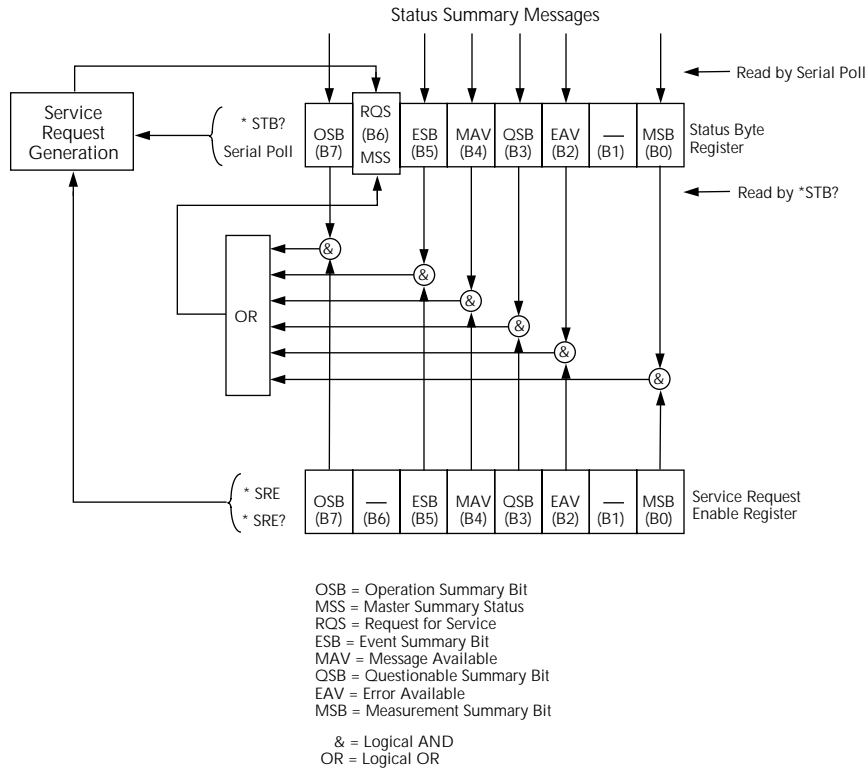 Status Summary Messages
Read by Serial Poll
Service
Request
Generation
* STB?
Serial Poll
OSB
(B7)
RQS
(B6)
MSS
ESB
(B5)
MAV
(B4)
QSB
(B3)
EAV
(B2)
—
(B1)
MSB
(B0)
Status Byte
Register
Read by *STB?
&
&
&
&
&
&
OR
* SRE
* SRE?
OSB
(B7)
—
(B6)
ESB
(B5)
MAV
(B4)
QSB
(B3)
EAV
(B2)
—
(B1)
MSB
(B0)
Service Request
Enable Register
OSB = Operation Summary Bit
MSS = Master Summary Status
RQS = Request for Service
ESB = Event Summary Bit
MAV = Message Available
QSB = Questionable Summary Bit
EAV = Error Available
MSB = Measurement Summary Bit
& = Logical AND
OR = Logical OR